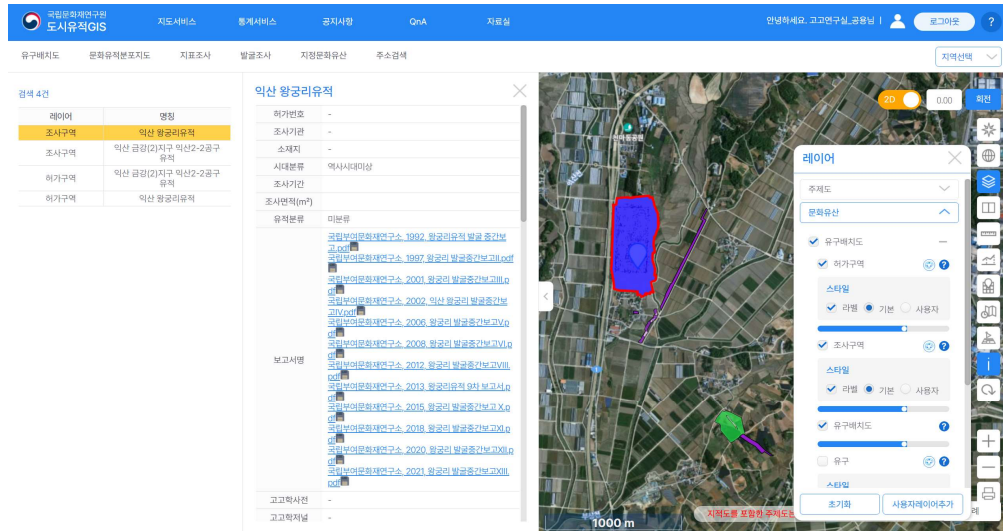 국립문화재연구원
도시유적GIS
지도서비스
통계서비스
공지사항
QnA
자료실
안녕하세요. 고고연구실_공용님 |
로그아웃
?
유구배치도
문화유적분포지도
지표조사
발굴조사
지정문화유산
주소검색
지역선택
검색 4건
레이어 명칭
조사구역 익산 왕궁리유적
조사구역 익산 금강(2)지구 익산2-2공구
유적
허가구역 익산 금강(2)지구 익산2-2공구
유적
허가구역 익산 왕궁리유적
익산 왕궁리유적
허가번호 -
조사기관 -
소재지 -
시대분류 역사시대미상
조사기간
조사면적(m²)
유적분류 미분류
보고서명
국립부여문화재연구소, 1992, 왕궁리유적 발굴 중간보
고.pdf
국립부여문화재연구소, 1997, 왕궁리 발굴중간보고II.pdf
국립부여문화재연구소, 2001, 왕궁리 발굴중간보고III.p
df
국립부여문화재연구소, 2002, 익산 왕궁리 발굴중간보
고IV.pdf
국립부여문화재연구소, 2006, 왕궁리 발굴중간보고V.p
df
국립부여문화재연구소, 2008, 왕궁리 발굴중간보고VI.p
df
국립부여문화재연구소, 2012, 왕궁리 발굴중간보고VIII.
pdf
국립부여문화재연구소, 2013, 왕궁리유적 9차 보고서.p
df
국립부여문화재연구소, 2015, 왕궁리 발굴중간보고 X.p
df
국립부여문화재연구소, 2018, 왕궁리 발굴중간보고XI.p
df
국립부여문화재연구소, 2020, 왕궁리 발굴중간보고XII.p
df
국립부여문화재연구소, 2021, 왕궁리 발굴중간보고XIII.
pdf
고고학사전 -
고고학저널 -
2D
0.00
회전
레이어
주제도
문화유산
유구배치도
허가구역
스타일
라벨 기본 사용자
조사구역
스타일
라벨 기본 사용자
유구배치도
유구
스타일
초기화
사용자레이어추가
1000 m
지적도를 포함한 주제도는
례